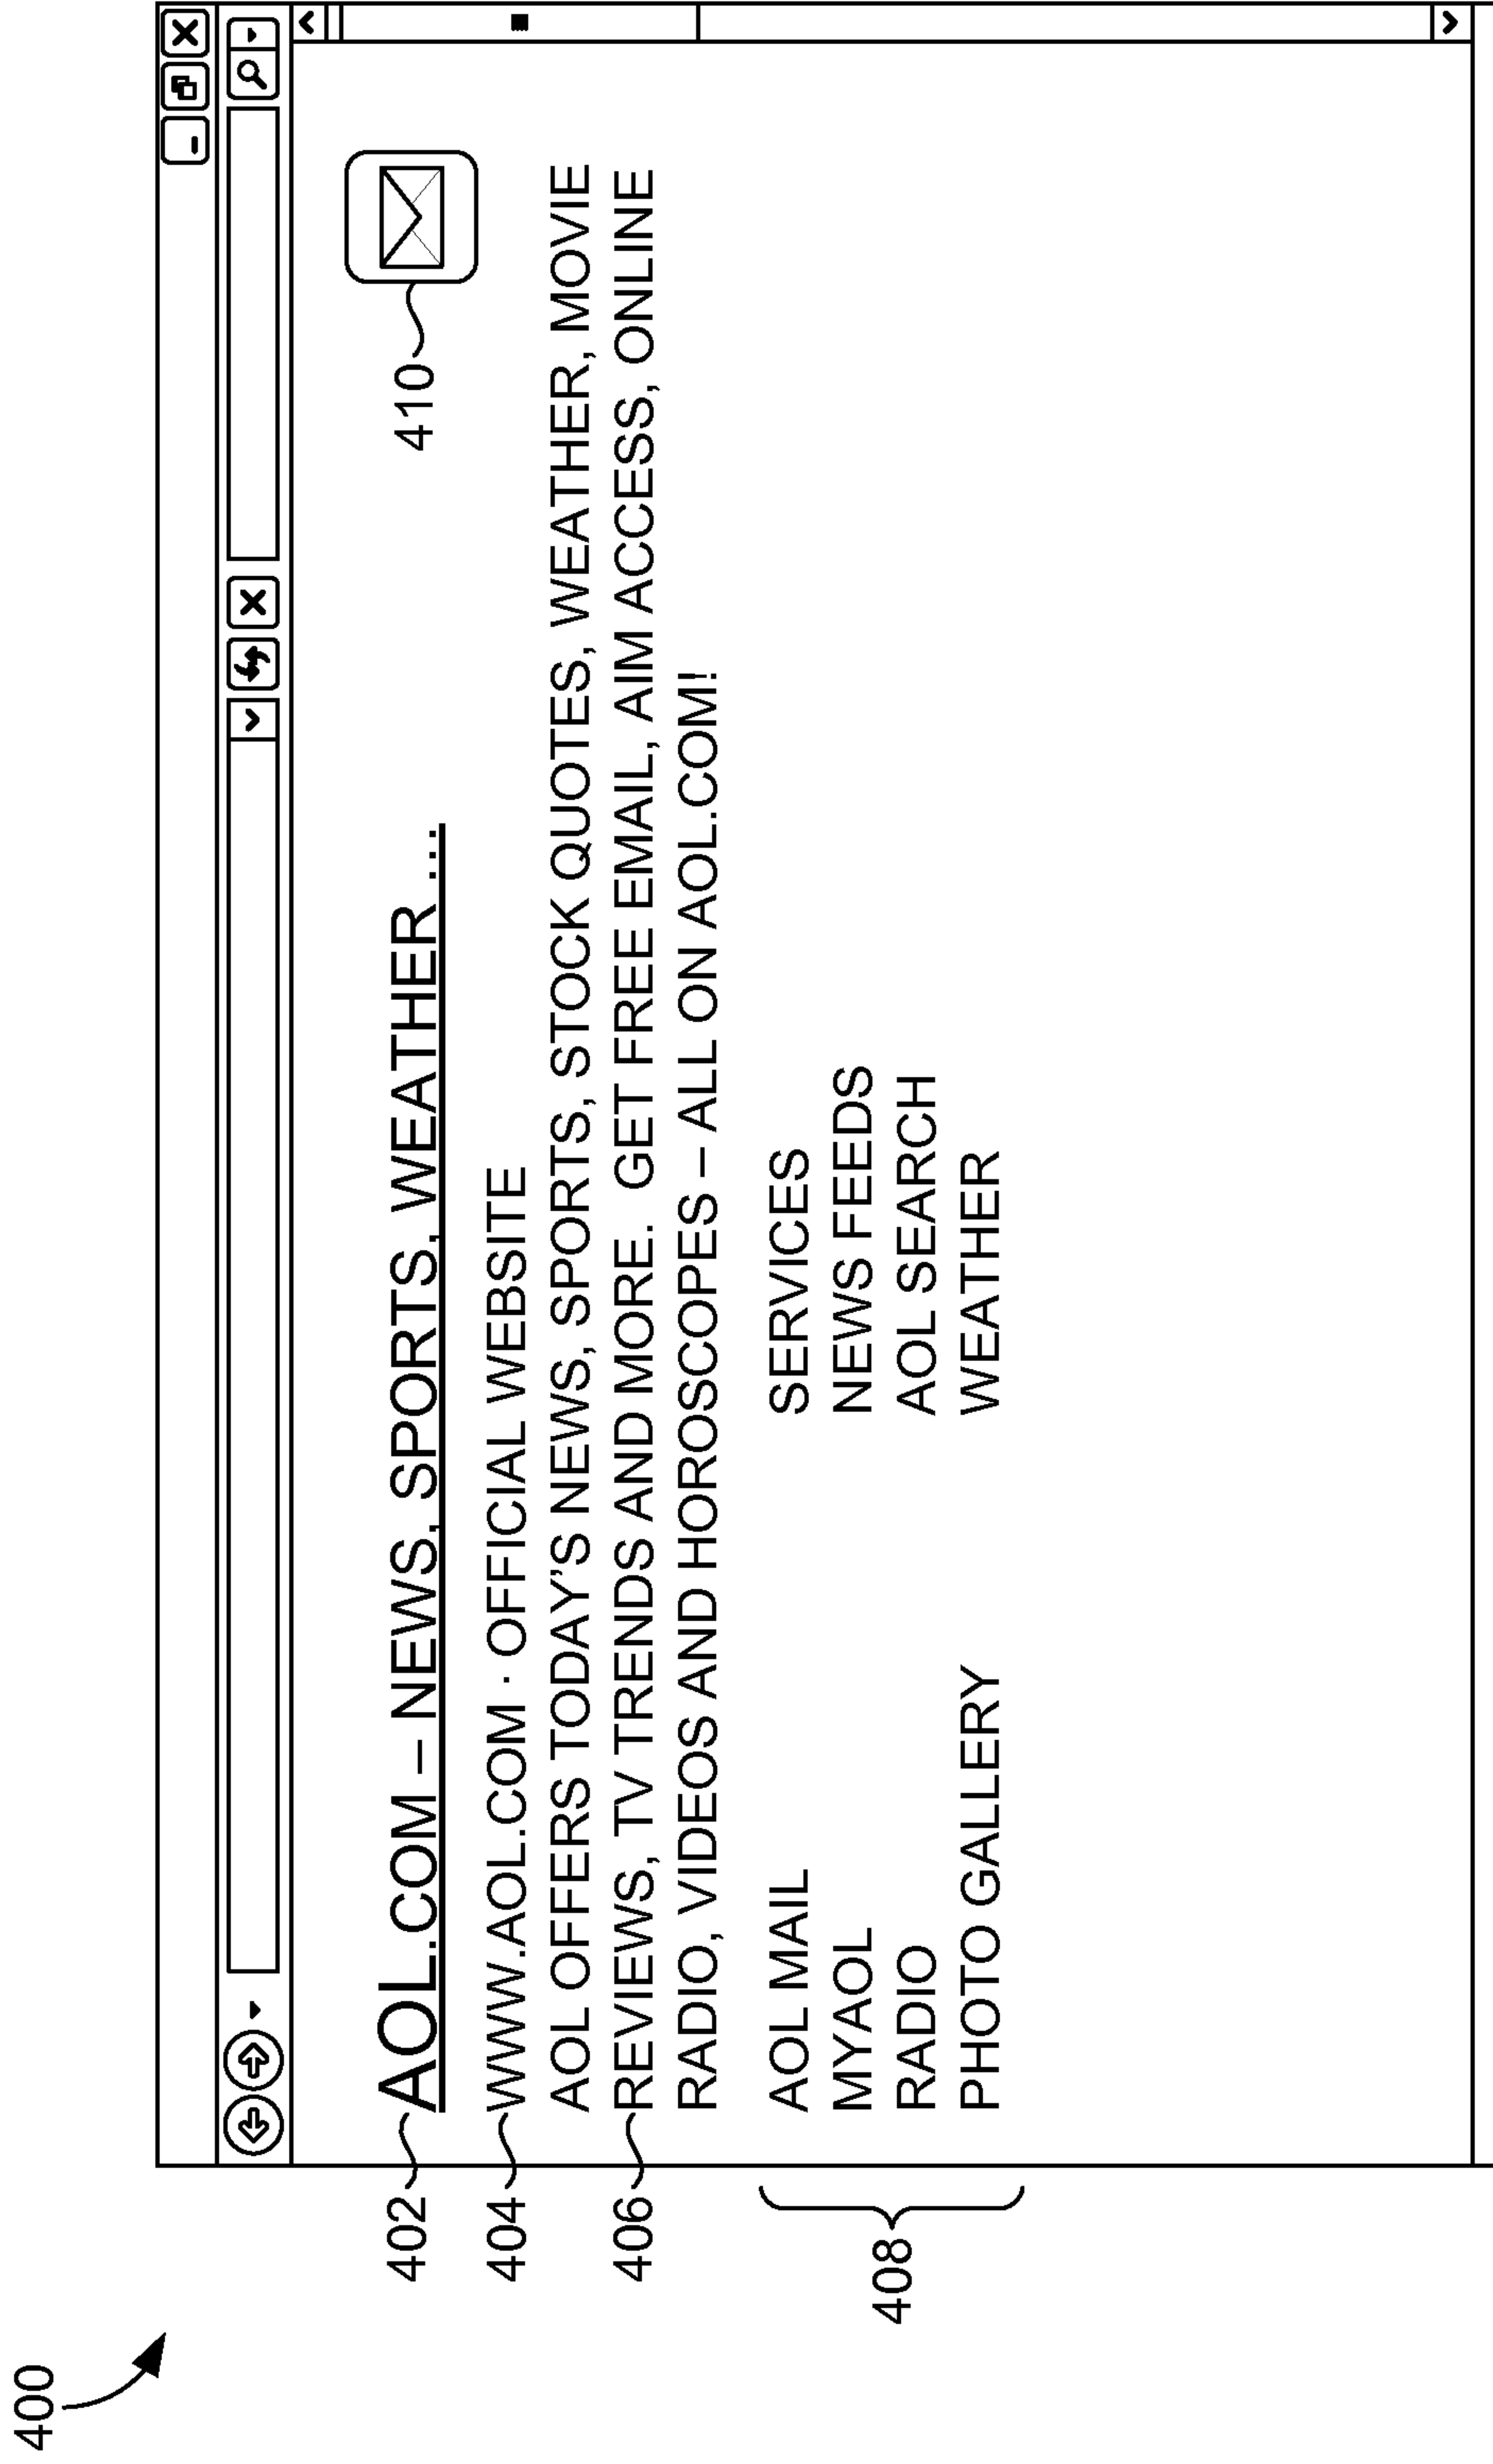 400
410
402 AOL.COM – NEWS, SPORTS, WEATHER ...
404 WWW.AOL.COM · OFFICIAL WEBSITE
AOL OFFERS TODAY'S NEWS, SPORTS, STOCK QUOTES, WEATHER, MOVIE
406 REVIEWS, TV TRENDS AND MORE. GET FREE EMAIL, AIM ACCESS, ONLINE
RADIO, VIDEOS AND HOROSCOPES – ALL ON AOL.COM!
408
AOL MAIL SERVICES
MYAOL NEWS FEEDS
RADIO AOL SEARCH
PHOTO GALLERY WEATHER